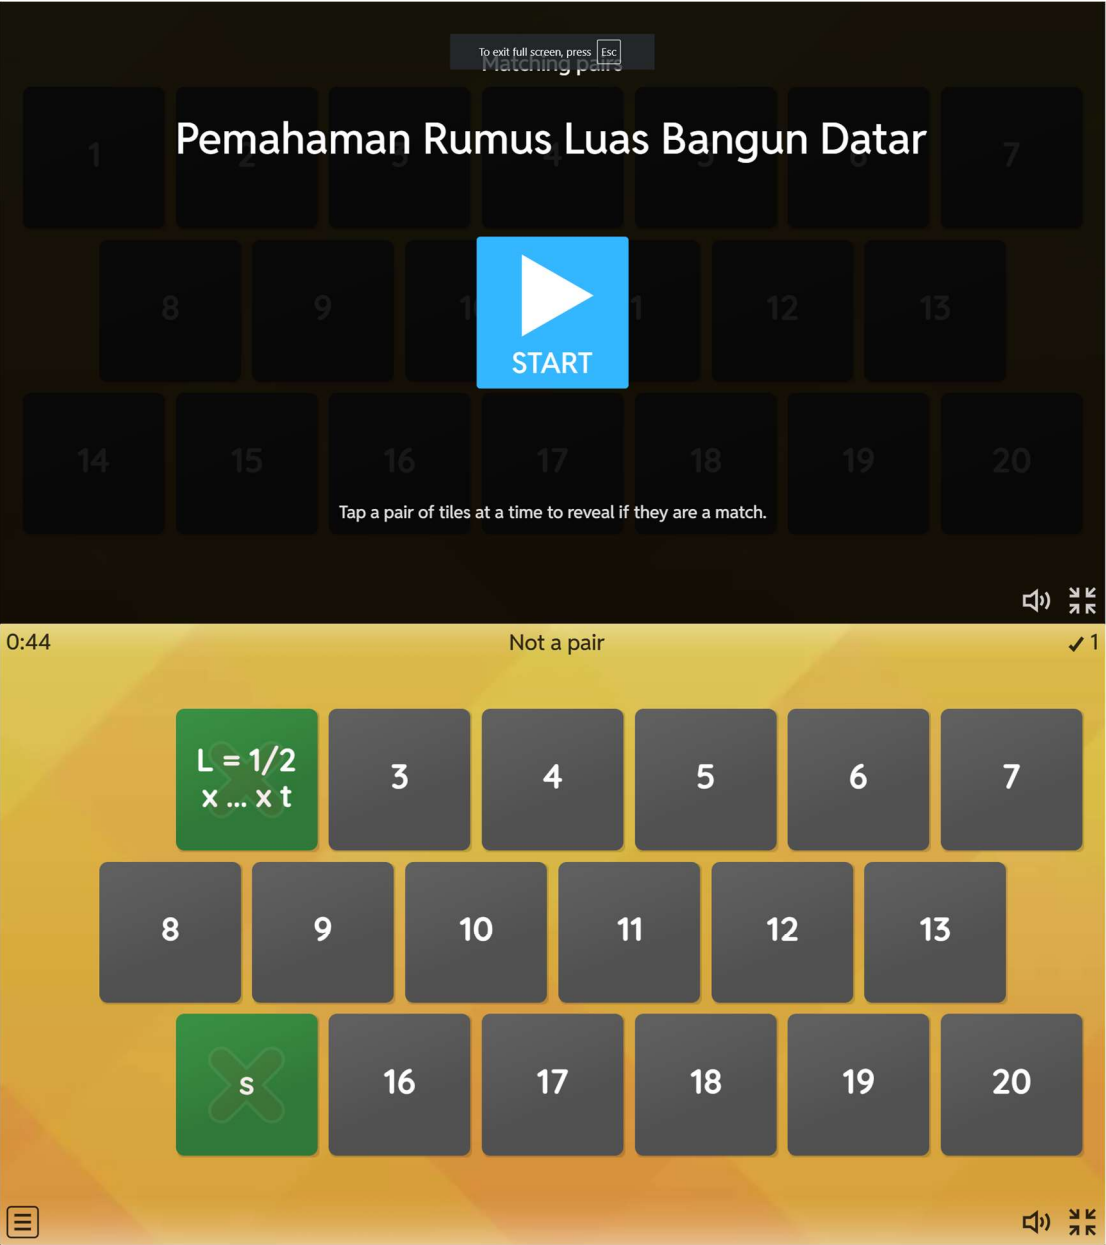 To exit full screen, press Esc
Matching pairs
Pemahaman Rumus Luas Bangun Datar
1 2 3 4 5 6 7
START
8 9 10 1 12 13
14 15 16 17 18 19 20
Tap a pair of tiles at a time to reveal if they are a match.
0:44 Not a pair 1
L = 1/2
x ... x t
3 4 5 6 7
8 9 10 11 12 13
s 16 17 18 19 20